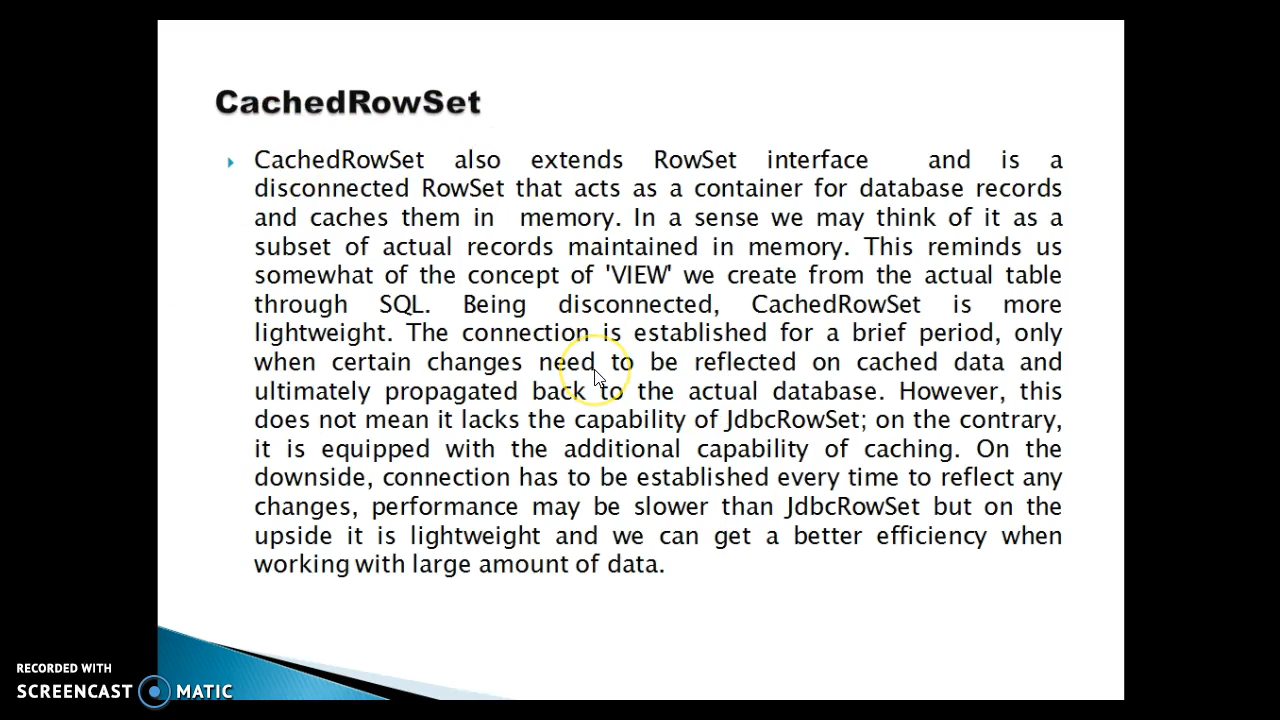 CachedRowSet
CachedRowSet also extends RowSet interface and is a
disconnected RowSet that acts as a container for database records
and caches them in memory. In a sense we may think of it as a
subset of actual records maintained in memory. This reminds us
somewhat of the concept of 'VIEW' we create from the actual table
through SQL. Being disconnected, CachedRowSet is more
lightweight. The connection is established for a brief period, only
when certain changes need to be reflected on cached data and
ultimately propagated back to the actual database. However, this
does not mean it lacks the capability of JdbcRowSet; on the contrary,
it is equipped with the additional capability of caching. On the
downside, connection has to be established every time to reflect any
changes, performance may be slower than JdbcRowSet but on the
upside it is lightweight and we can get a better efficiency when
working with large amount of data.
RECORDED WITH
SCREENCAST MATIC